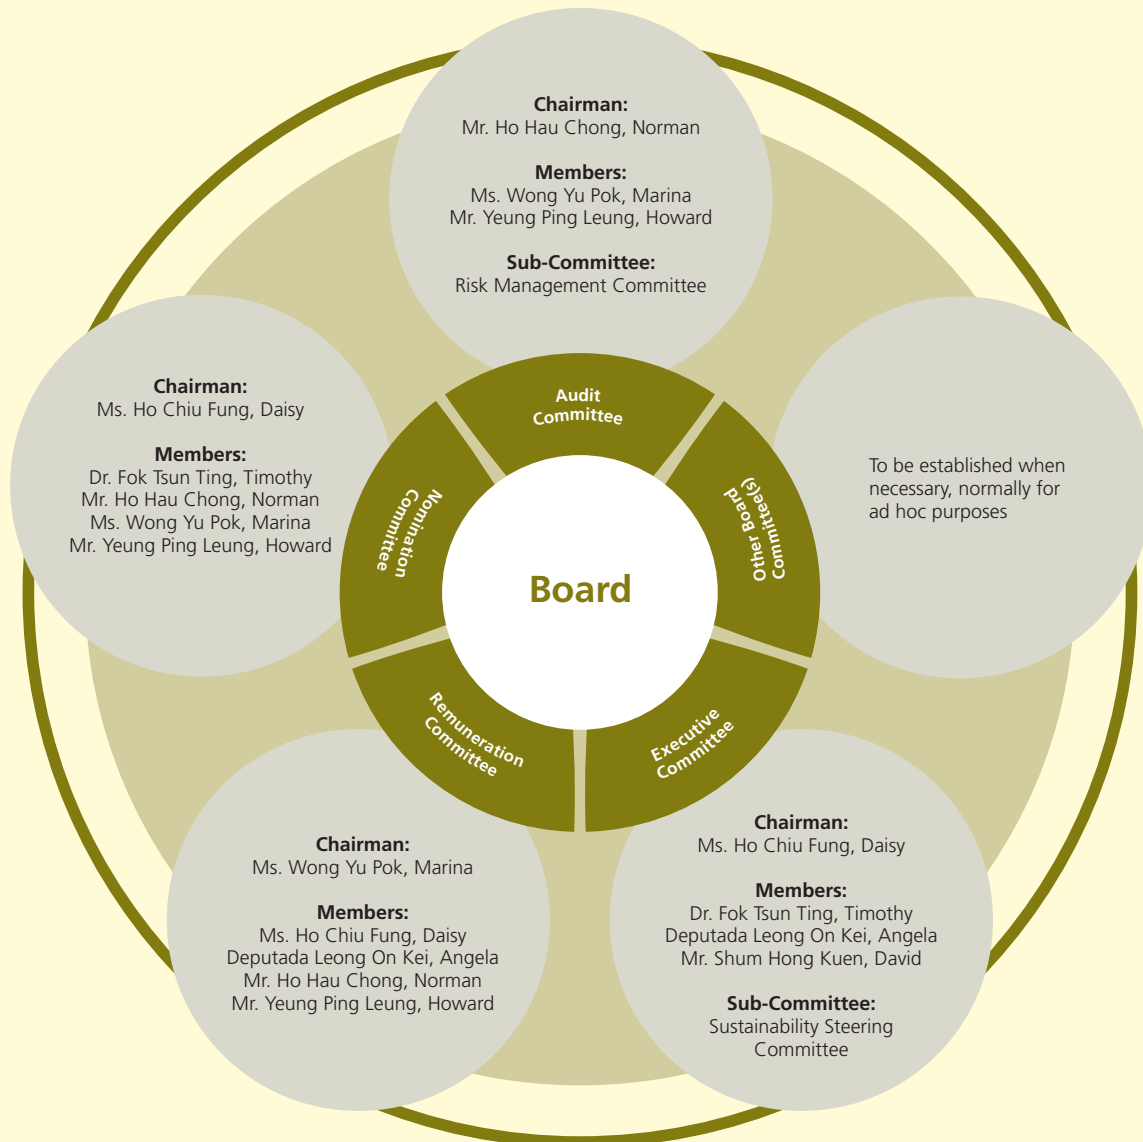 Chairman:
Mr. Ho Hau Chong, Norman
Members:
Ms. Wong Yu Pok, Marina
Mr. Yeung Ping Leung, Howard
Sub-Committee:
Risk Management Committee
Chairman:
Ms. Ho Chiu Fung, Daisy
Members:
Dr. Fok Tsun Ting, Timothy
Mr. Ho Hau Chong, Norman
Ms. Wong Yu Pok, Marina
Mr. Yeung Ping Leung, Howard
To be established when
necessary, normally for
ad hoc purposes
Audit
Committee
Nomination
Committee
Other Board
Committee(s)
Board
Remuneration
Committee
Executive
Committee
Chairman:
Ms. Wong Yu Pok, Marina
Members:
Ms. Ho Chiu Fung, Daisy
Deputada Leong On Kei, Angela
Mr. Ho Hau Chong, Norman
Mr. Yeung Ping Leung, Howard
Chairman:
Ms. Ho Chiu Fung, Daisy
Members:
Dr. Fok Tsun Ting, Timothy
Deputada Leong On Kei, Angela
Mr. Shum Hong Kuen, David
Sub-Committee:
Sustainability Steering
Committee